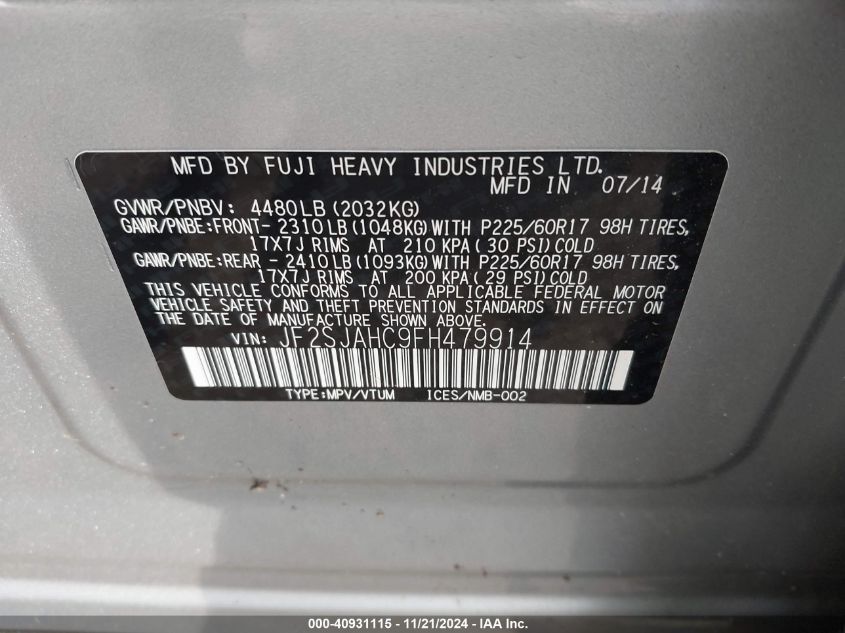 MFD BY FUJI HEAVY INDUSTRIES LTD.
MFD IN 07/14
GVWR/PNBV: 4480LB (2032KG)
GAWR/PNBE:FRONT- 2310LB (1048KG) WITH P225/60R17 98H TIRES,
17X7J RIMS AT 210 KPA (30 PSI) COLD
GAWR/PNBE:REAR - 2410LB (1093KG) WITH P225/60R17 98H TIRES,
17X7J RIMS AT 200 KPA (29 PSI) COLD
THIS VEHICLE CONFORMS TO ALL APPLICABLE FEDERAL MOTOR
VEHICLE SAFETY AND THEFT PREVENTION STANDARDS IN EFFECT ON
THE DATE OF MANUFACTURE SHOWN ABOVE.
VIN: JF2SJAHC9FH479914
TYPE:MPV/VTUM ICES/NMB-002
000-40931115 - 11/21/2024 - IAA Inc.